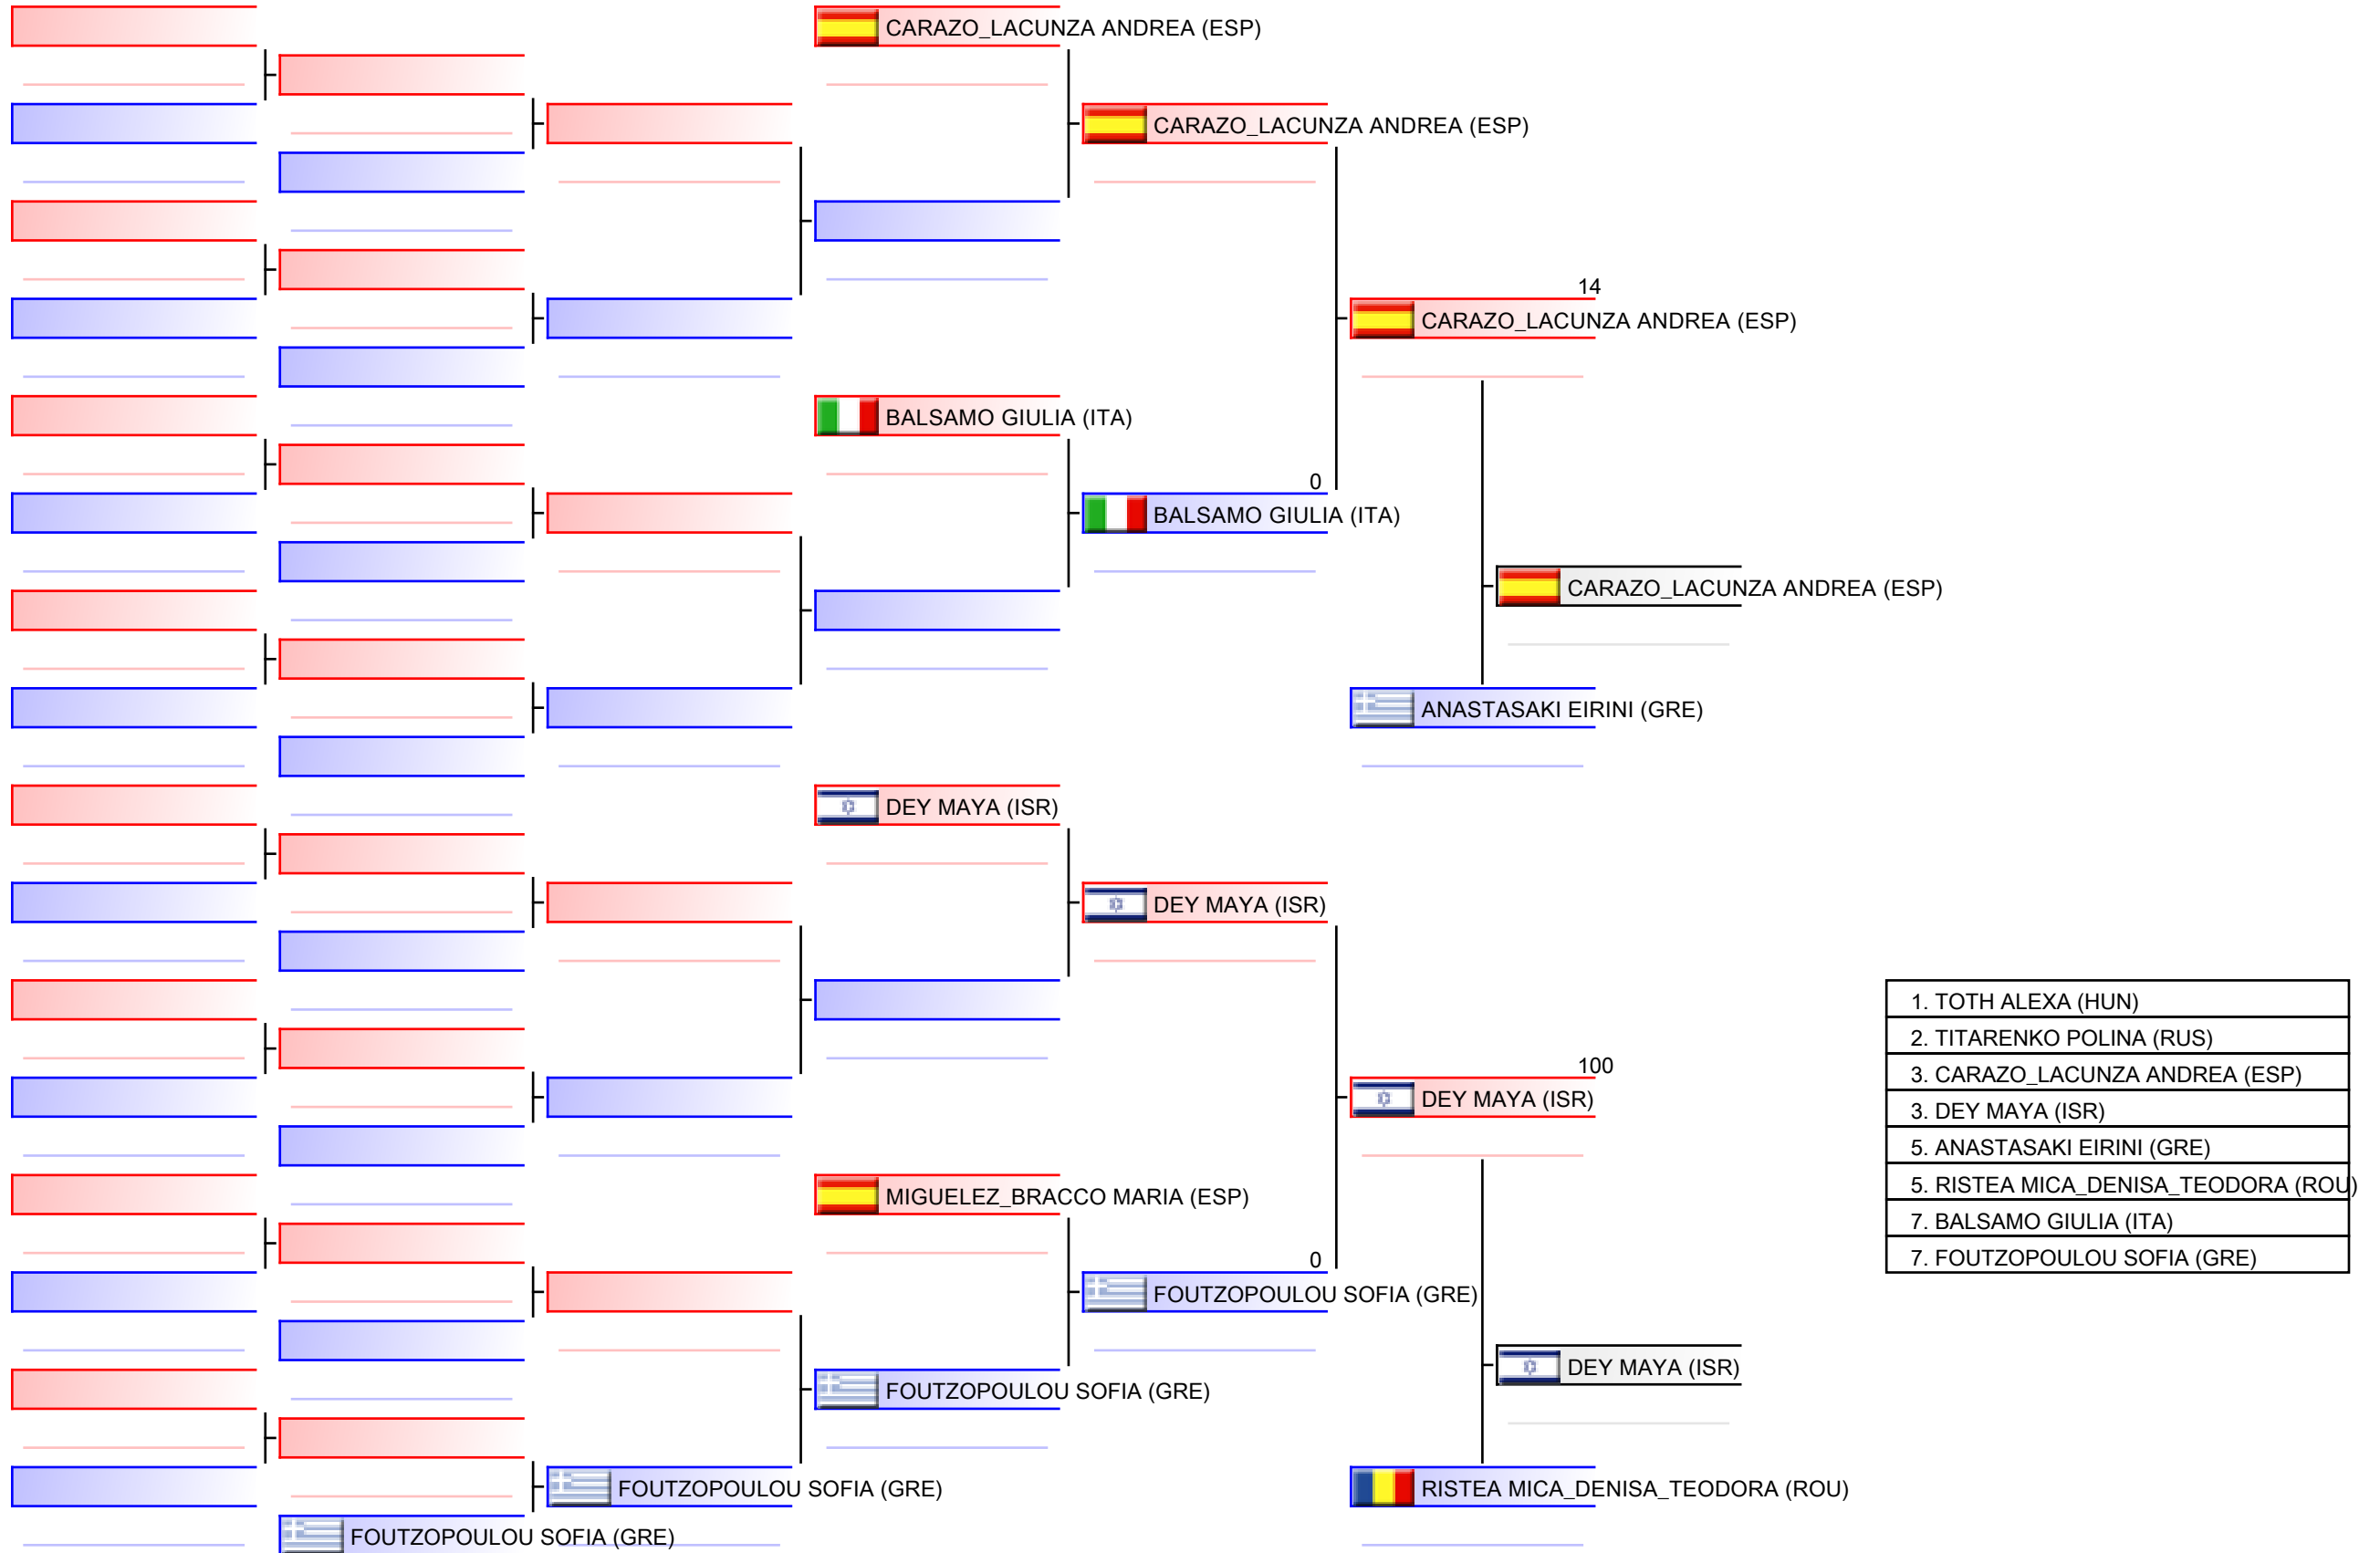 CARAZO_LACUNZA ANDREA (ESP)
CARAZO_LACUNZA ANDREA (ESP)
14
CARAZO_LACUNZA ANDREA (ESP)
BALSAMO GIULIA (ITA)
0
BALSAMO GIULIA (ITA)
CARAZO_LACUNZA ANDREA (ESP)
ANASTASAKI EIRINI (GRE)
DEY MAYA (ISR)
DEY MAYA (ISR)
100
DEY MAYA (ISR)
MIGUELEZ_BRACCO MARIA (ESP)
0
FOUTZOPOULOU SOFIA (GRE)
DEY MAYA (ISR)
FOUTZOPOULOU SOFIA (GRE)
FOUTZOPOULOU SOFIA (GRE)
RISTEA MICA_DENISA_TEODORA (ROU)
FOUTZOPOULOU SOFIA (GRE)
1. TOTH ALEXA (HUN)
2. TITARENKO POLINA (RUS)
3. CARAZO_LACUNZA ANDREA (ESP)
3. DEY MAYA (ISR)
5. ANASTASAKI EIRINI (GRE)
5. RISTEA MICA_DENISA_TEODORA (ROU)
7. BALSAMO GIULIA (ITA)
7. FOUTZOPOULOU SOFIA (GRE)